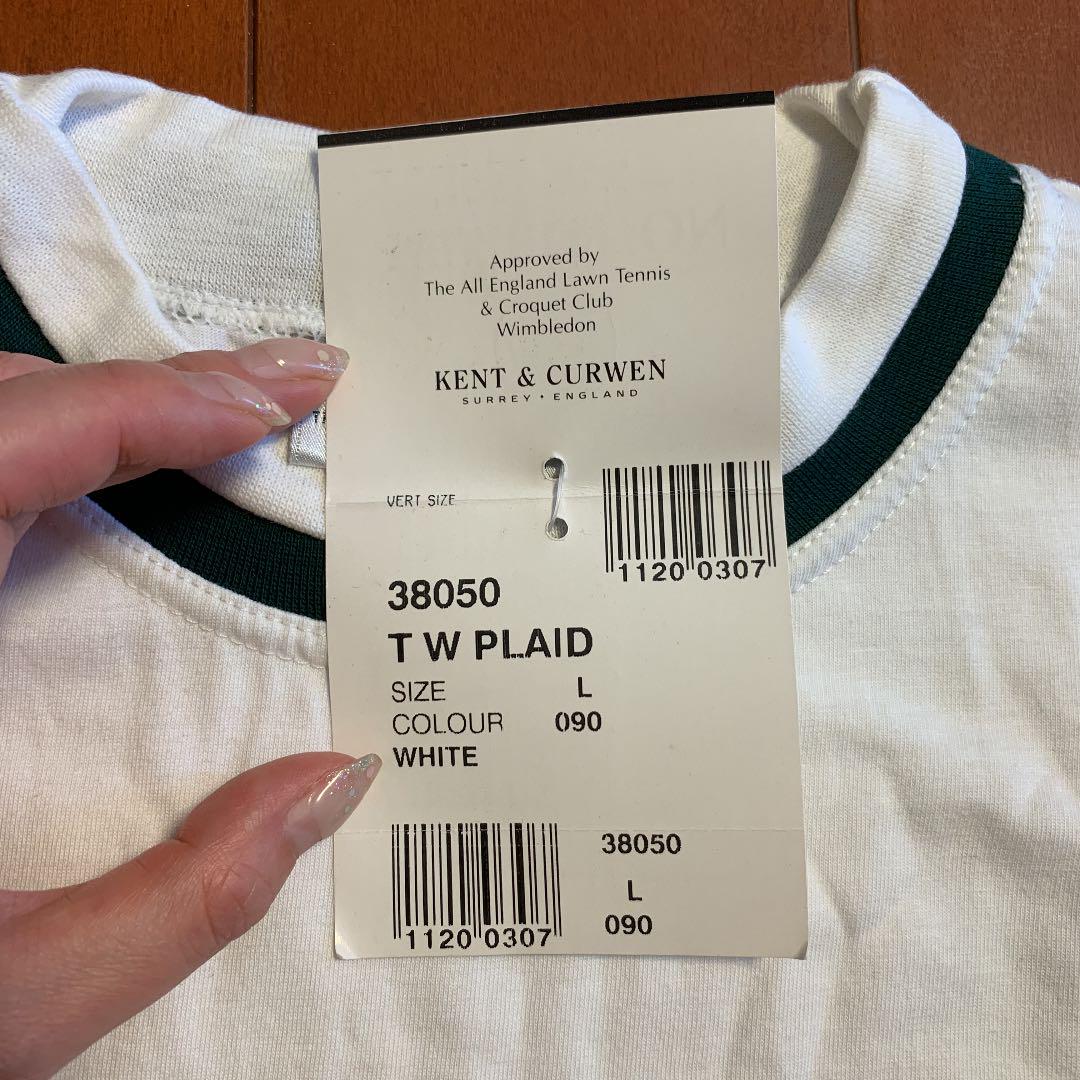 Approved by
The All England Lawn Tennis
& Croquet Club
Wimbledon
KENT & CURWEN
SURREY • ENGLAND
VERT SIZE
1120 0307
38050
T W PLAID
SIZE L
COLOUR 090
WHITE
38050
L
090
1120 0307